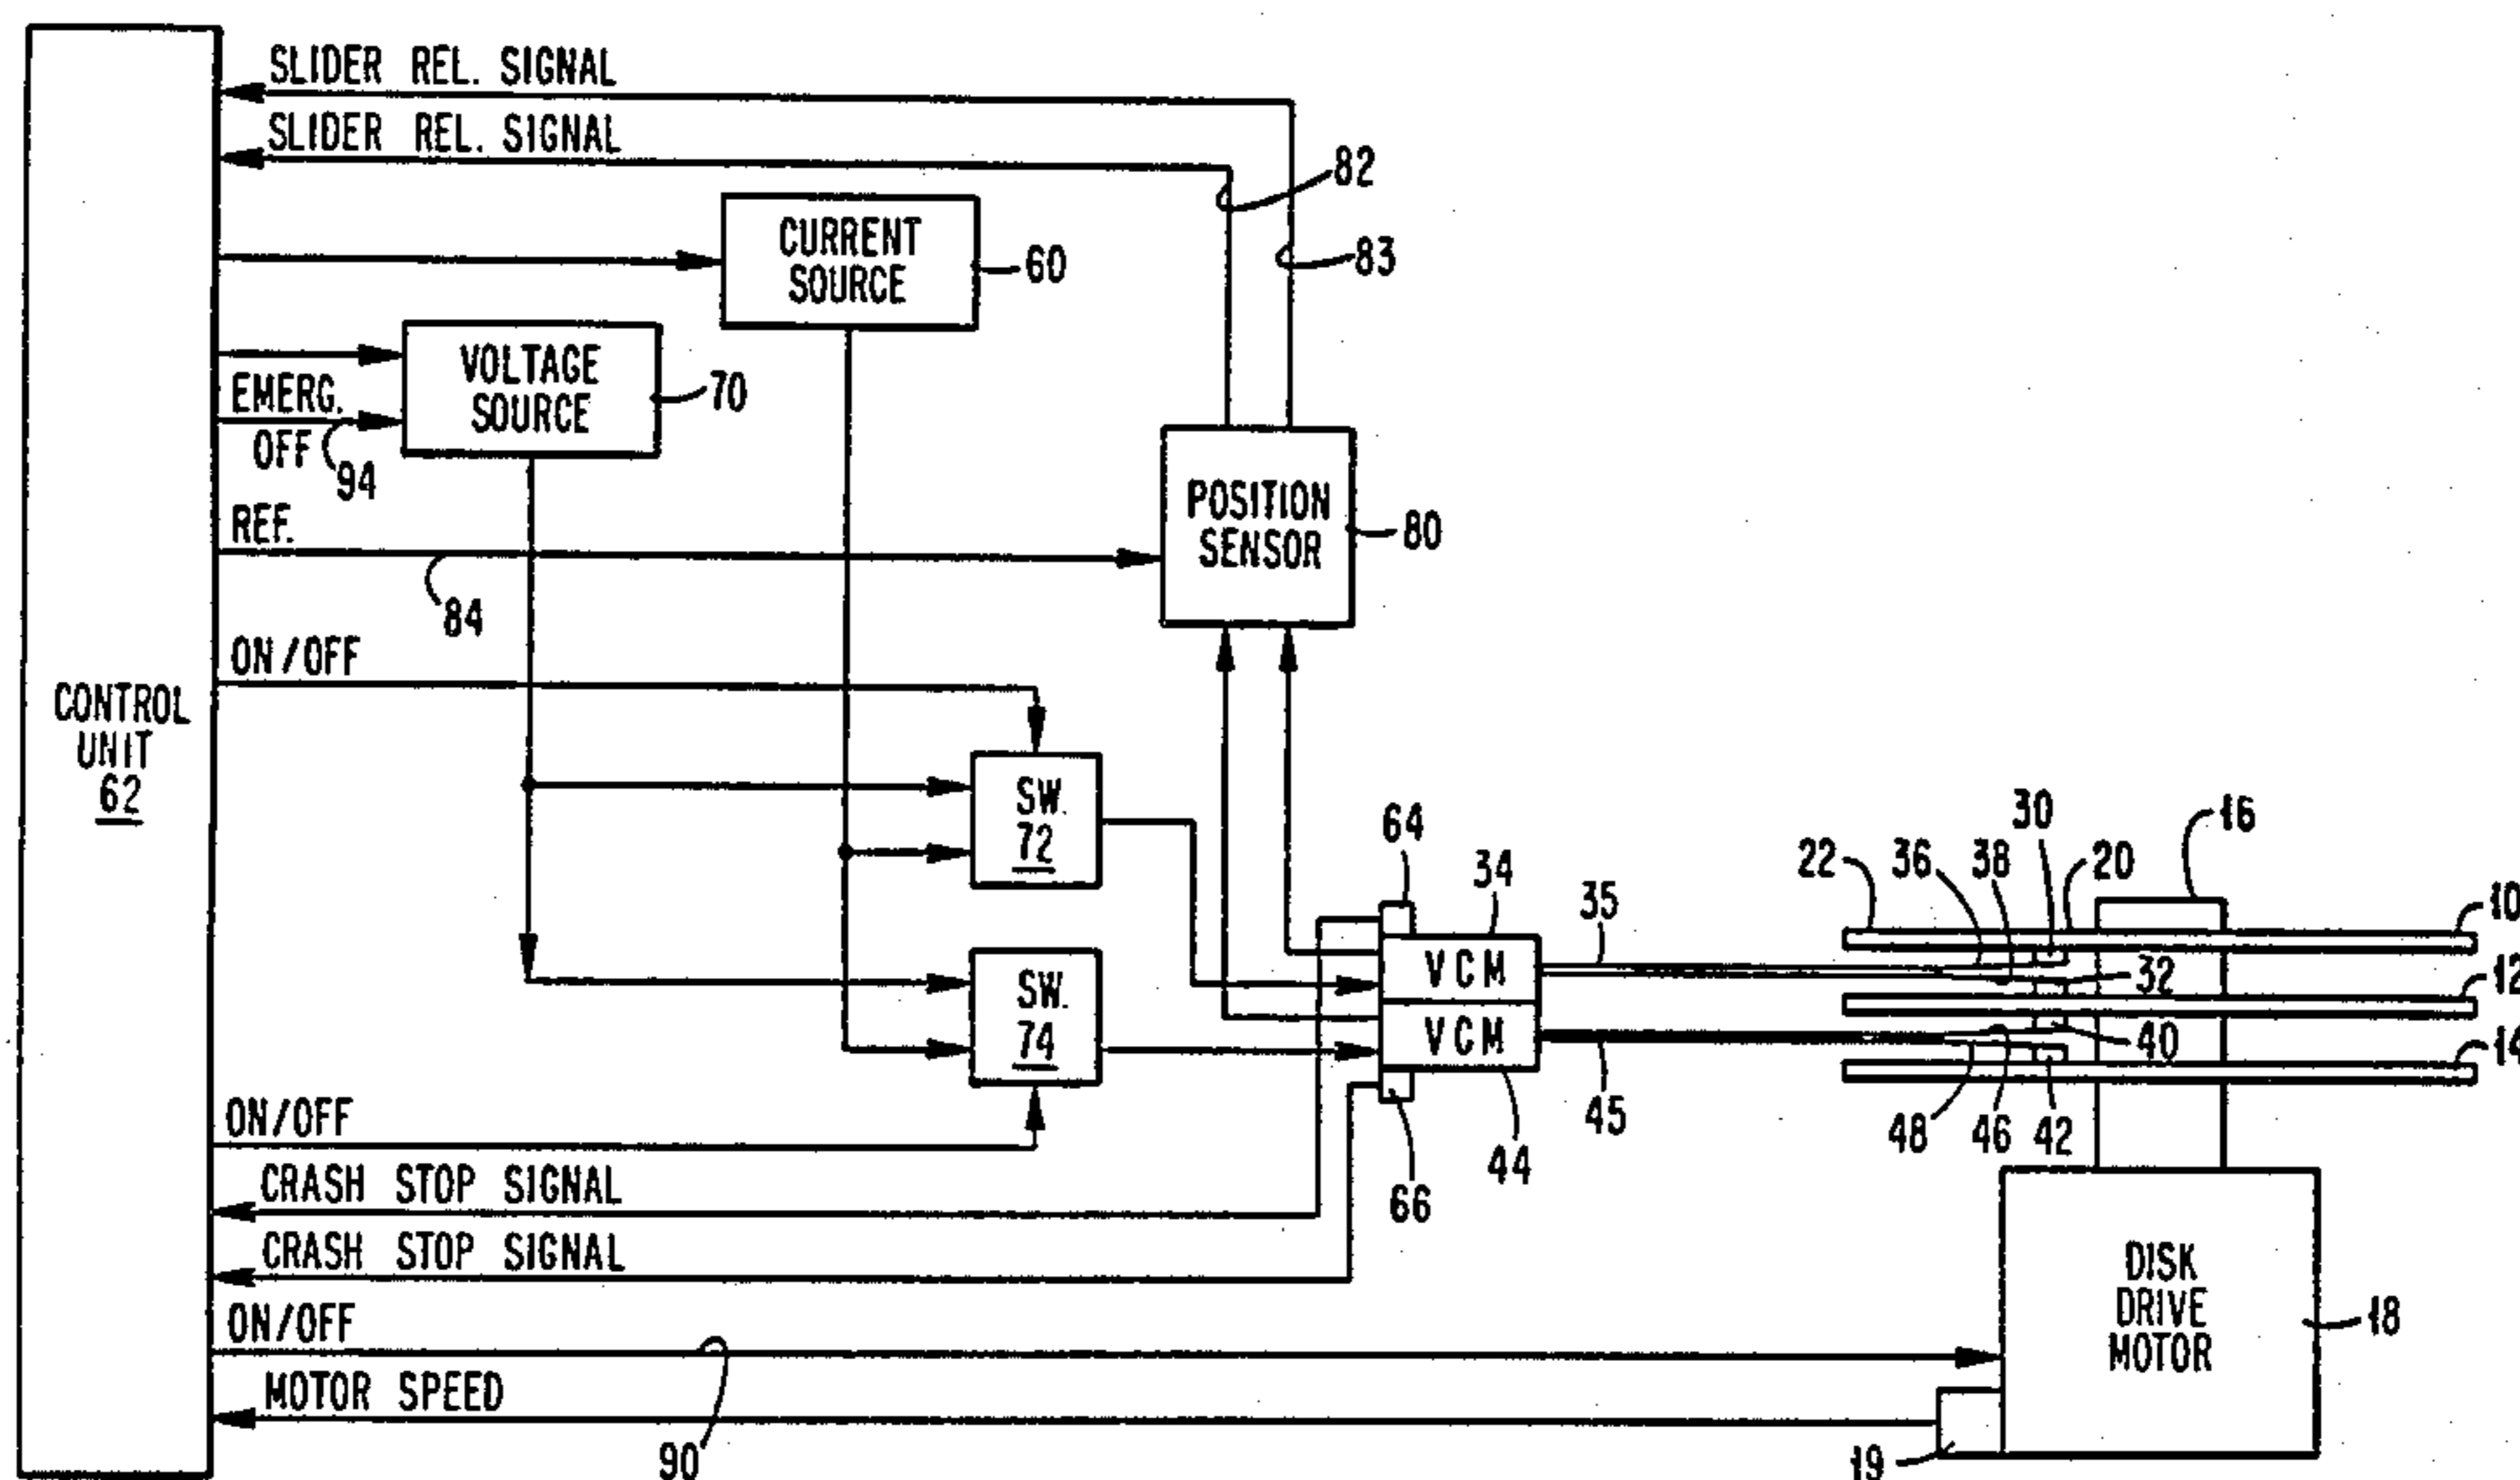 SLIDER REL. SIGNAL
SLIDER REL. SIGNAL
82
CURRENT
SOURCE
60
83
VOLTAGE
SOURCE
70
EMERG.
OFF
94
REF.
84
POSITION
SENSOR
80
ON/OFF
CONTROL
UNIT
62
SW.
72
64
34
35
22
36
38
30
20
16
10
VCM
32
12
SW.
74
VCM
40
14
45
48
46
42
44
66
ON/OFF
CRASH STOP SIGNAL
CRASH STOP SIGNAL
ON/OFF
DISK
DRIVE
MOTOR
18
MOTOR SPEED
90
19